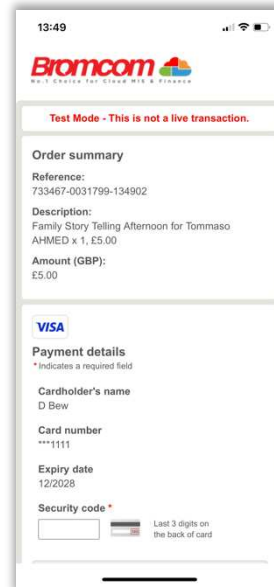 13:49
Bromcom
No.1 Choice for Cloud MIS & Finance
Test Mode - This is not a live transaction.
Order summary
Reference:
733467-0031799-134902
Description:
Family Story Telling Afternoon for Tommaso
AHMED x 1, £5.00
Amount (GBP):
£5.00
VISA
Payment details
* Indicates a required field
Cardholder's name
D Bew
Card number
***1111
Expiry date
12/2028
Security code *
Last 3 digits on
the back of card